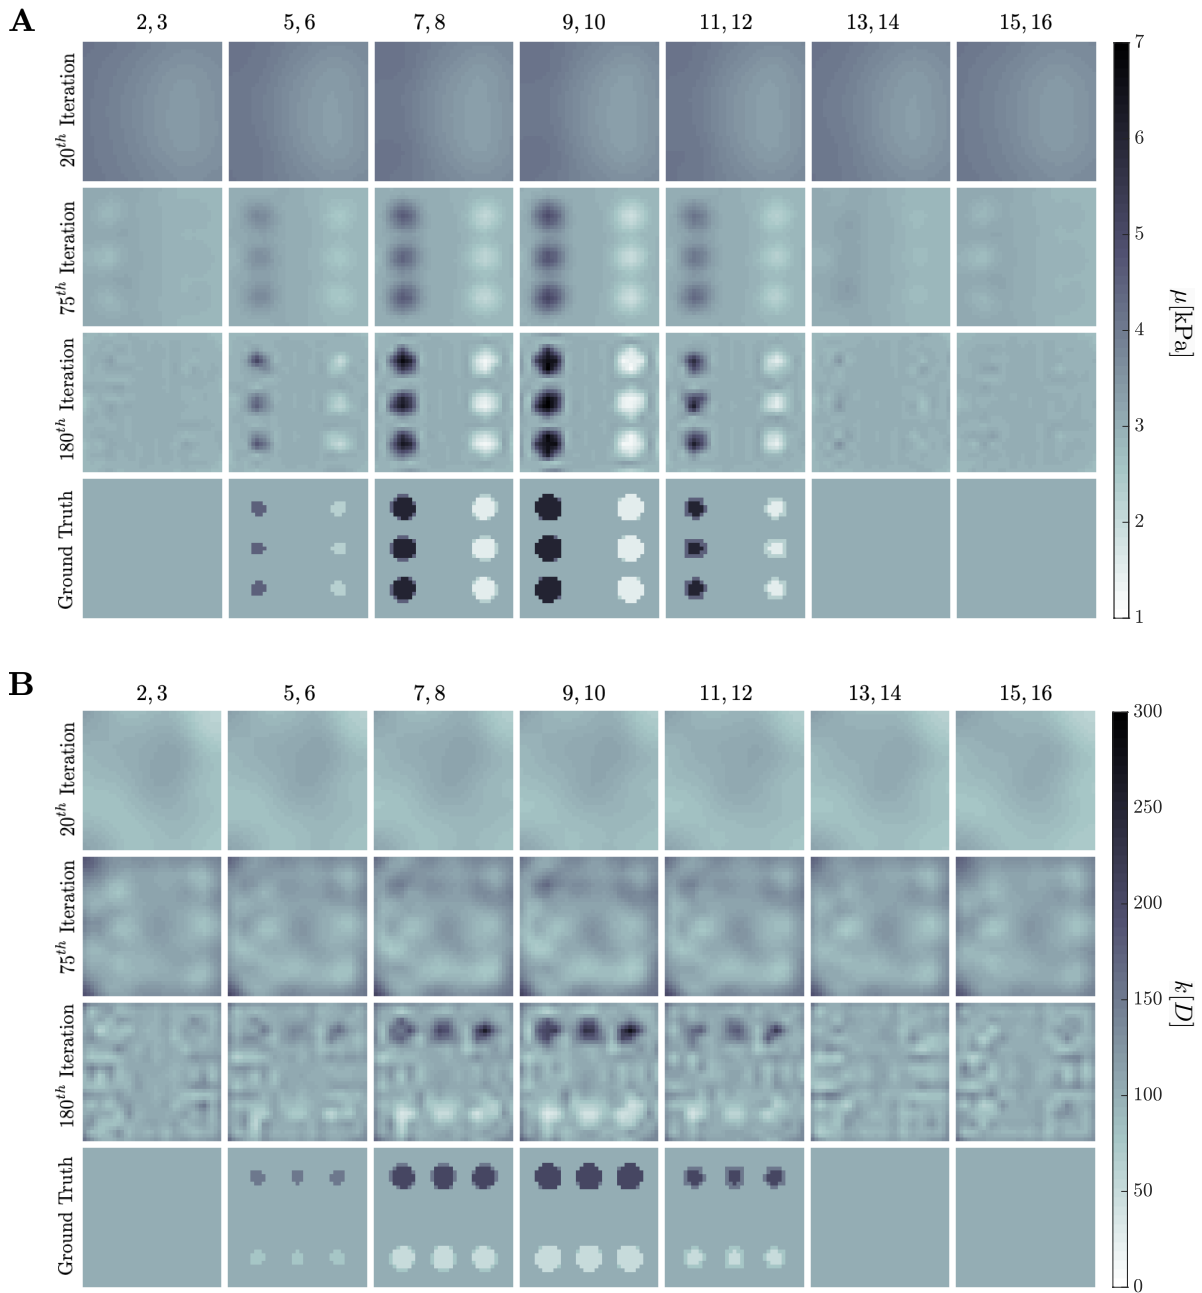 A
2, 3 5, 6 7, 8 9, 10 11, 12 13, 14 15, 16
20th Iteration
75th Iteration
180th Iteration
Ground Truth
7
6
5
4
3
2
1
μ[kPa]
B
2, 3 5, 6 7, 8 9, 10 11, 12 13, 14 15, 16
20th Iteration
75th Iteration
180th Iteration
Ground Truth
300
250
200
150
100
50
0
k[D]